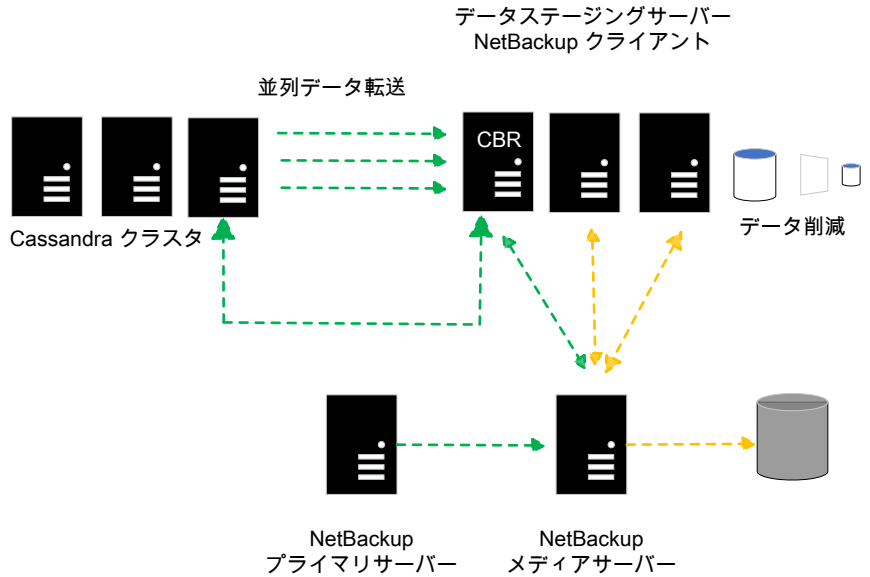 データステージングサーバー
NetBackup クライアント
並列データ転送
CBR
Cassandra クラスタ
データ削減
NetBackup
プライマリサーバー
NetBackup
メディアサーバー